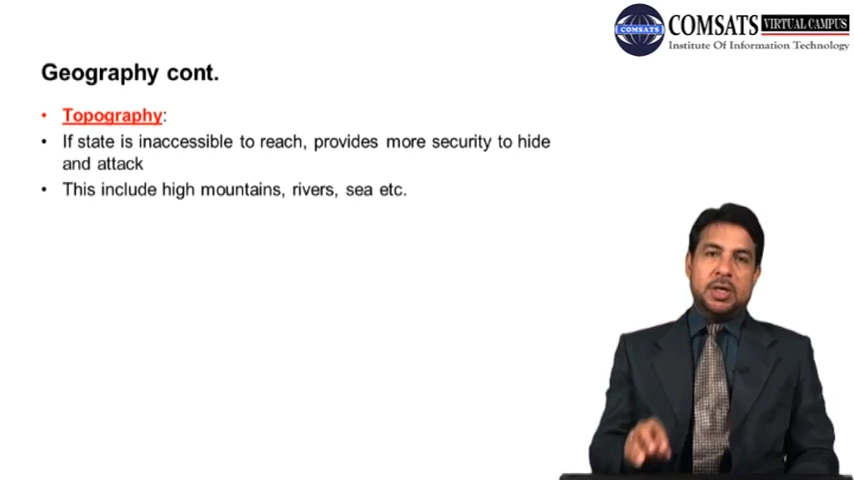 COMSATS
COMSATS VIRTUAL CAMPUS
Institute Of Information Technology
Geography cont.
• Topography:
• If state is inaccessible to reach, provides more security to hide
and attack
• This include high mountains, rivers, sea etc.